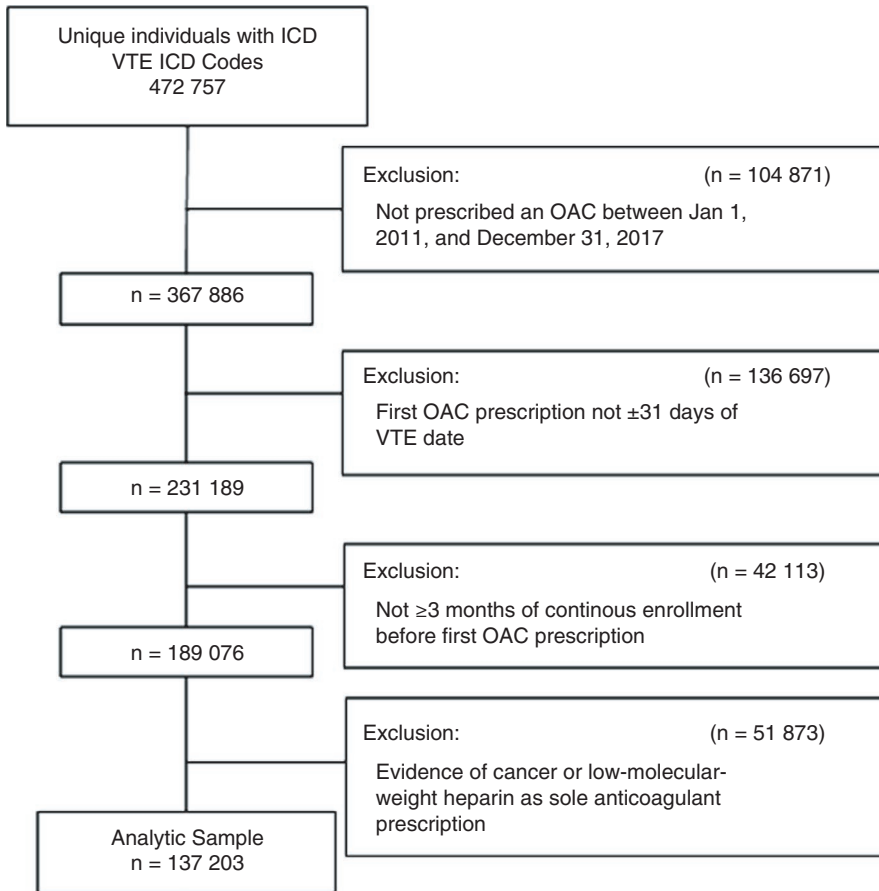 Unique individuals with ICD
VTE ICD Codes
472 757
Exclusion: (n = 104 871)
Not prescribed an OAC between Jan 1,
2011, and December 31, 2017
n = 367 886
Exclusion: (n = 136 697)
First OAC prescription not ±31 days of
VTE date
n = 231 189
Exclusion: (n = 42 113)
Not ≥3 months of continous enrollment
before first OAC prescription
n = 189 076
Exclusion: (n = 51 873)
Evidence of cancer or low-molecular-
weight heparin as sole anticoagulant
prescription
Analytic Sample
n = 137 203